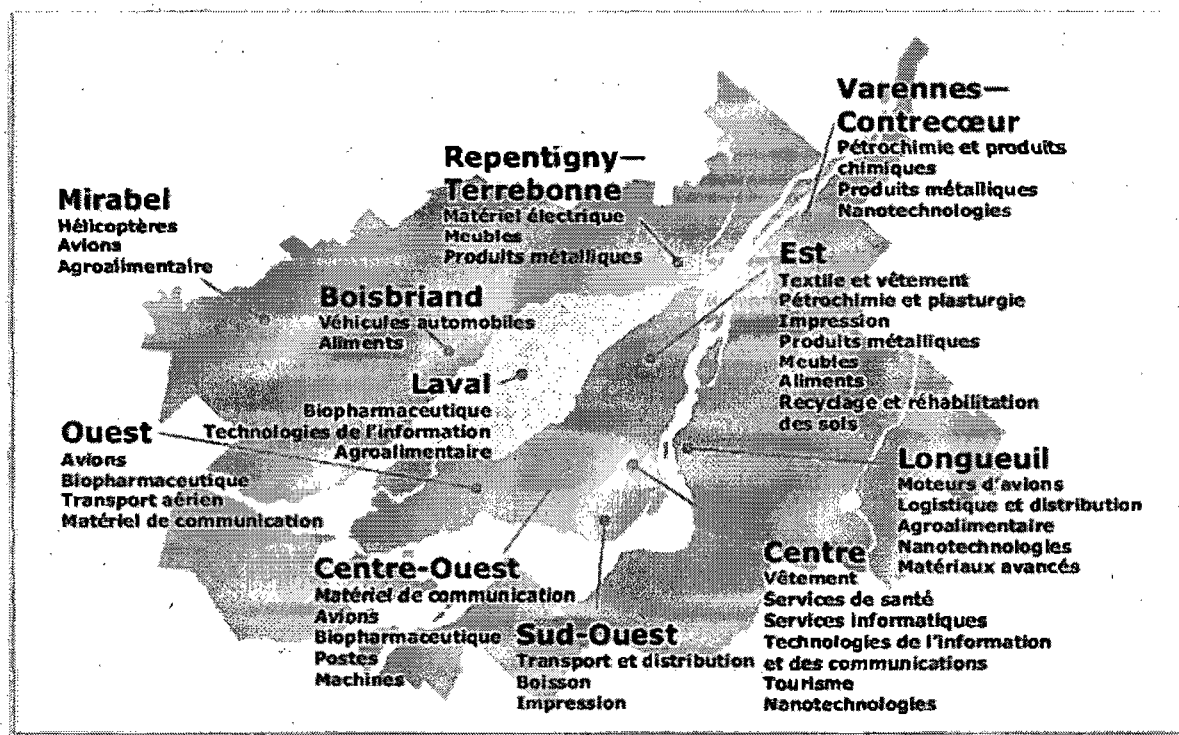 Varennes—
Contrecœur
Pétrochimie et produits
chimiques
Produits métalliques
Nanotechnologies
Repentigny—
Terrebonne
Matériel électrique
Meubles
Produits métalliques
Mirabel
Hélicoptères
Avions
Agroalimentaire
Est
Textile et vêtement
Pétrochimie et plasturgie
Impression
Produits métalliques
Meubles
Aliments
Recyclage et réhabilitation
des sols
Boisbriand
Véhicules automobiles
Aliments
Laval
Biopharmaceutique
Technologies de l'information
Agroalimentaire
Ouest
Avions
Biopharmaceutique
Transport aérien
Matériel de communication
Longueuil
Moteurs d'avions
Logistique et distribution
Agroalimentaire
Nanotechnologies
Matériaux avancés
Centre-Ouest
Matériel de communication
Avions
Biopharmaceutique
Postes
Machines
Sud-Ouest
Transport et distribution
Boisson
Impression
Centre
Vêtement
Services de santé
Services informatiques
Technologies de l'information
et des communications
Tourisme
Nanotechnologies